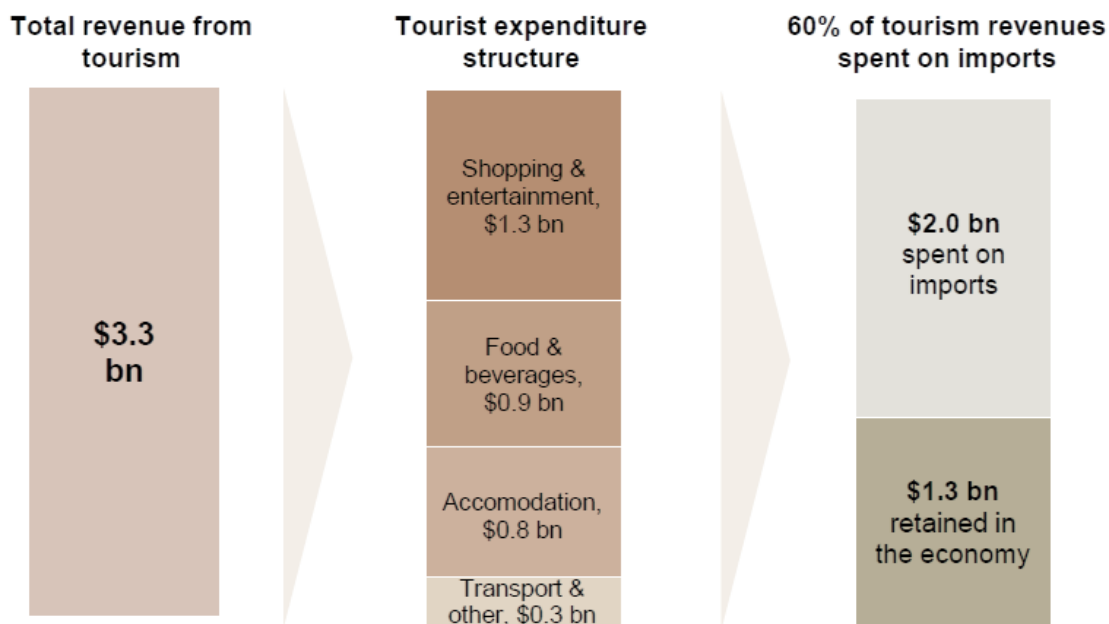 Total revenue from
tourism
$3.3
bn
Tourist expenditure
structure
Shopping &
entertainment,
$1.3 bn
Food &
beverages,
$0.9 bn
Accomodation,
$0.8 bn
Transport &
other, $0.3 bn
60% of tourism revenues
spent on imports
$2.0 bn
spent on
imports
$1.3 bn
retained in
the economy